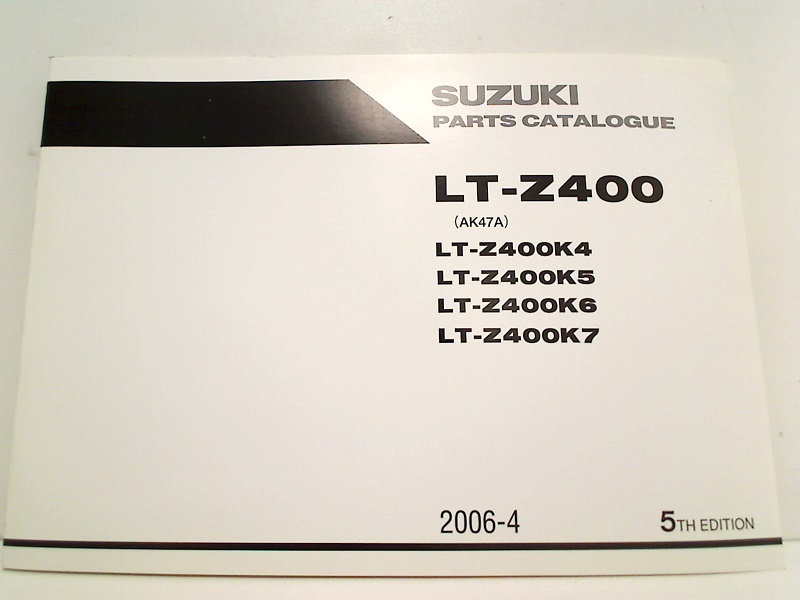 SUZUKI
PARTS CATALOGUE
LT-Z400
(AK47A)
LT-Z400K4
LT-Z400K5
LT-Z400K6
LT-Z400K7
2006-4
5TH EDITION